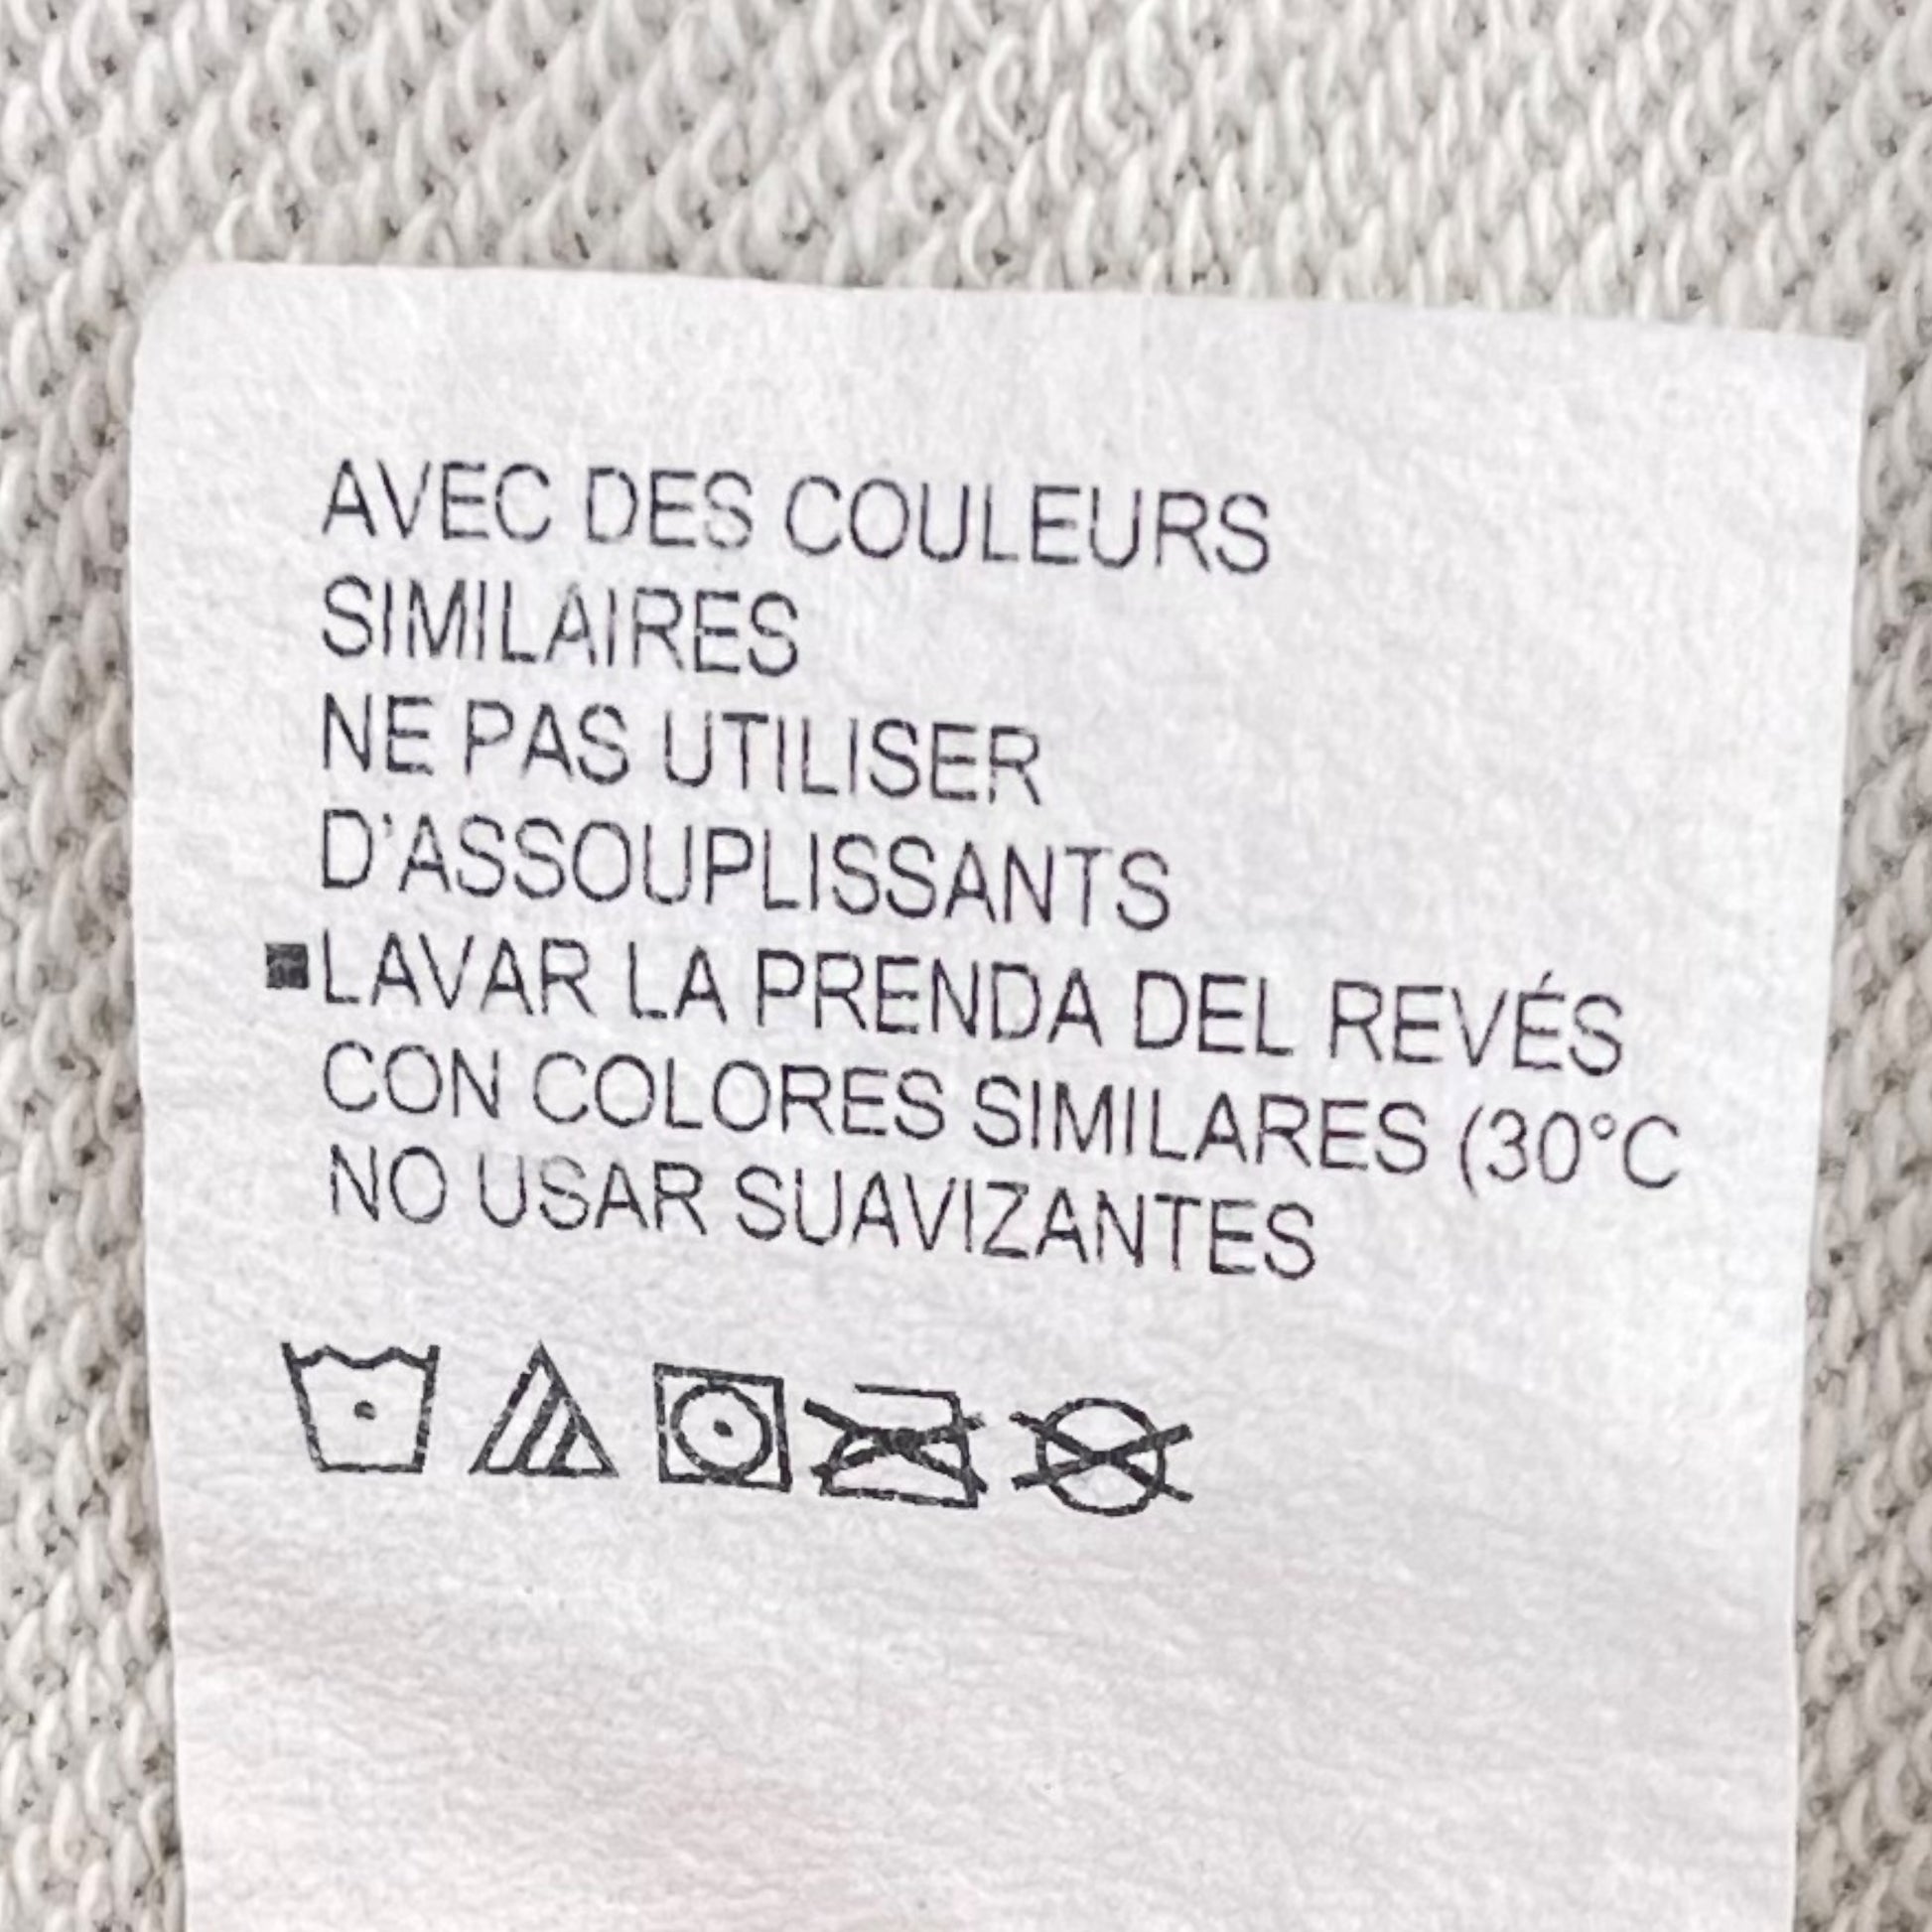 AVEC DES COULEURS
SIMILAIRES
NE PAS UTILISER
D'ASSOUPLISSANTS
■LAVAR LA PRENDA DEL REVÉS
CON COLORES SIMILARES (30°C
NO USAR SUAVIZANTES